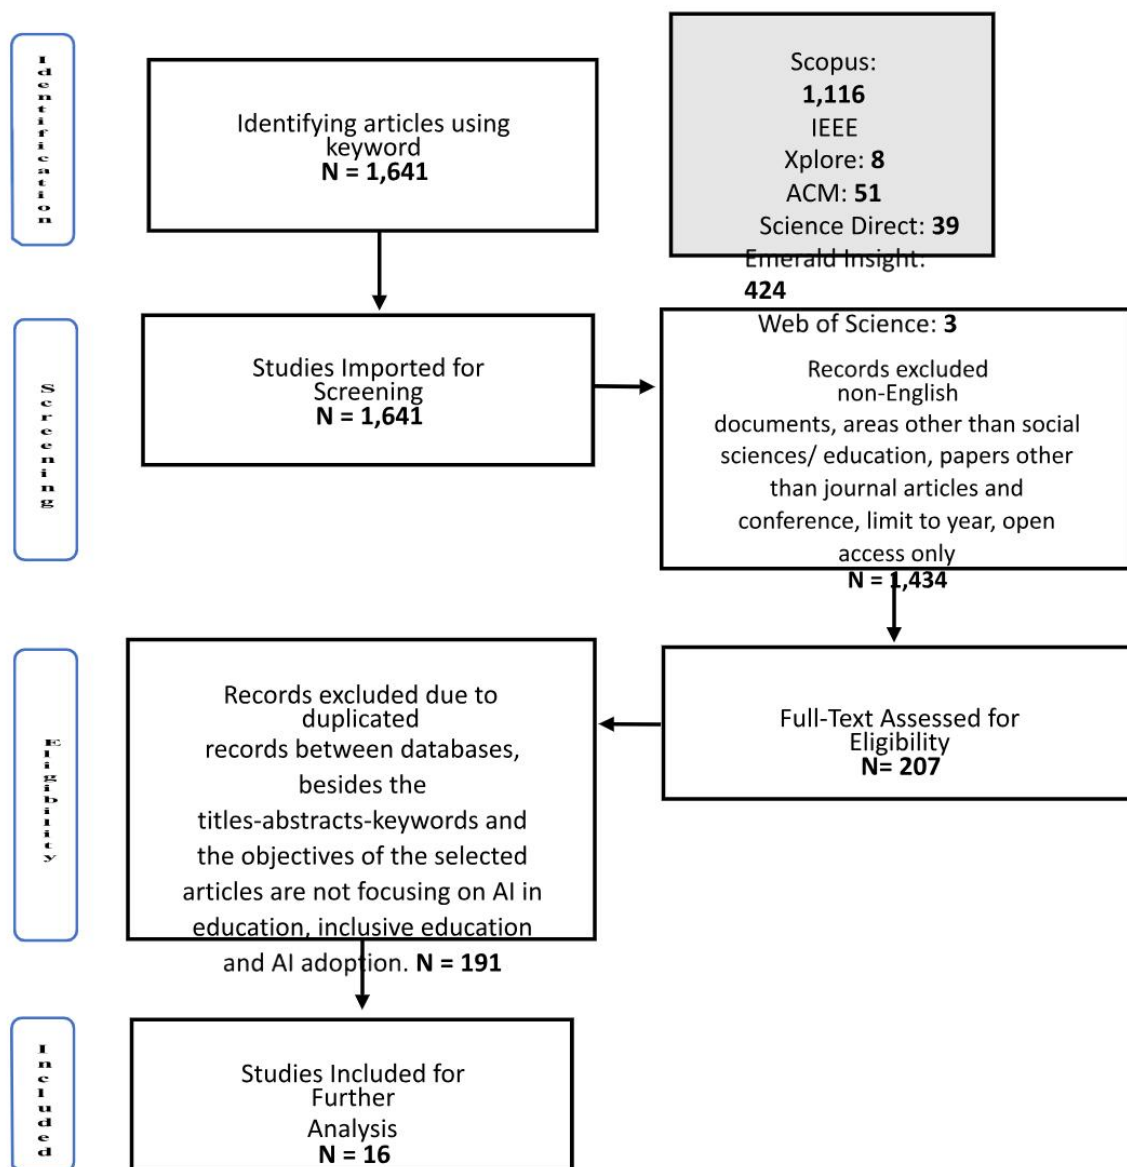 Identification
Identifying articles using
keyword
N = 1,641
Scopus:
1,116
IEEE
Xplore: 8
ACM: 51
Science Direct: 39
Emerald Insight:
424
Web of Science: 3
Screening
Studies Imported for
Screening
N = 1,641
Records excluded
non-English
documents, areas other than social
sciences/ education, papers other
than journal articles and
conference, limit to year, open
access only
N = 1,434
Eligibility
Records excluded due to
duplicated
records between databases,
besides the
titles-abstracts-keywords and
the objectives of the selected
articles are not focusing on AI in
education, inclusive education
and AI adoption. N = 191
Full-Text Assessed for
Eligibility
N= 207
Included
Studies Included for
Further
Analysis
N = 16